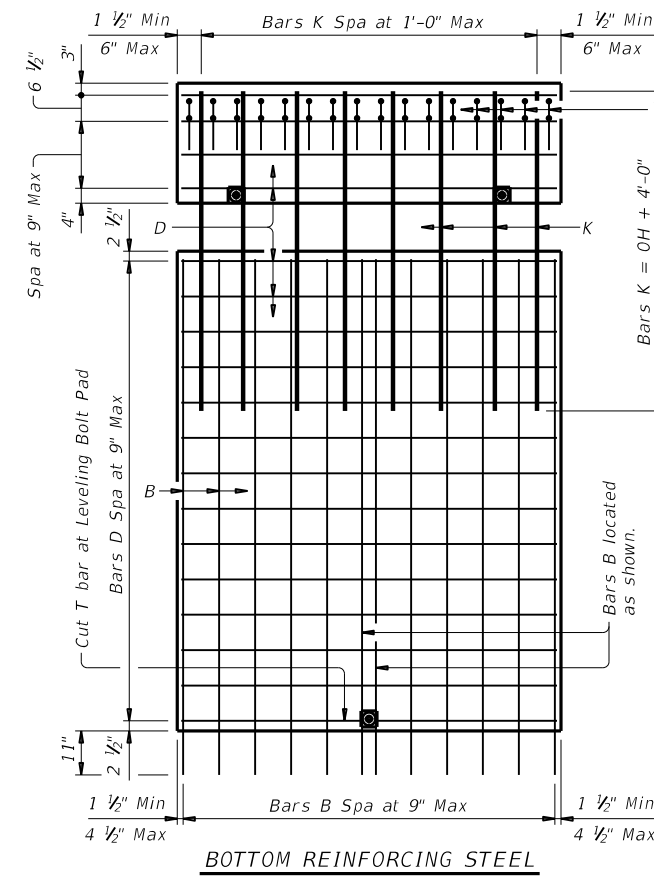 1 ½" Min
6" Max
Bars K Spa at 1'-0" Max
1 ½" Min
6" Max
3"
6 ½"
Spa at 9" Max
4"
2 ½"
D
K
Bars K = OH + 4'-0"
Cut T bar at Leveling Bolt Pad
Bars D Spa at 9" Max
B
Bars B located
as shown.
11"
2 ½"
1 ½" Min
4 ½" Max
Bars B Spa at 9" Max
1 ½" Min
4 ½" Max
BOTTOM REINFORCING STEEL